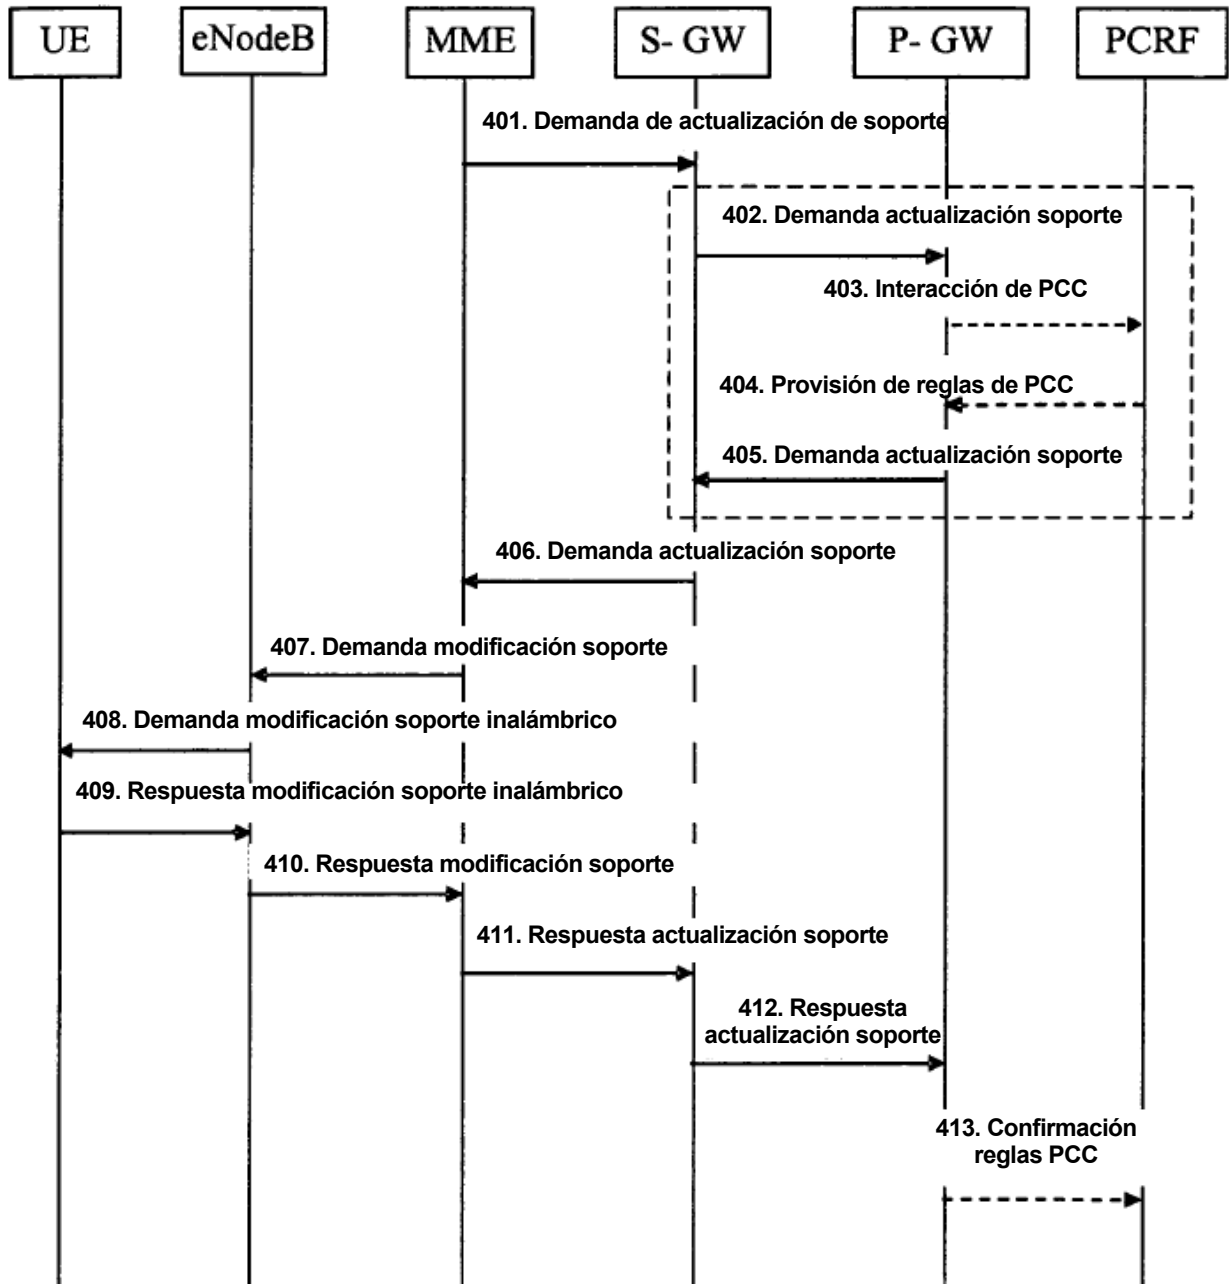 UE
eNodeB
MME
S- GW
P- GW
PCRF
401. Demanda de actualización de soporte
402. Demanda actualización soporte
403. Interacción de PCC
404. Provisión de reglas de PCC
405. Demanda actualización soporte
406. Demanda actualización soporte
407. Demanda modificación soporte
408. Demanda modificación soporte inalámbrico
409. Respuesta modificación soporte inalámbrico
410. Respuesta modificación soporte
411. Respuesta actualización soporte
412. Respuesta
actualización soporte
413. Confirmación
reglas PCC